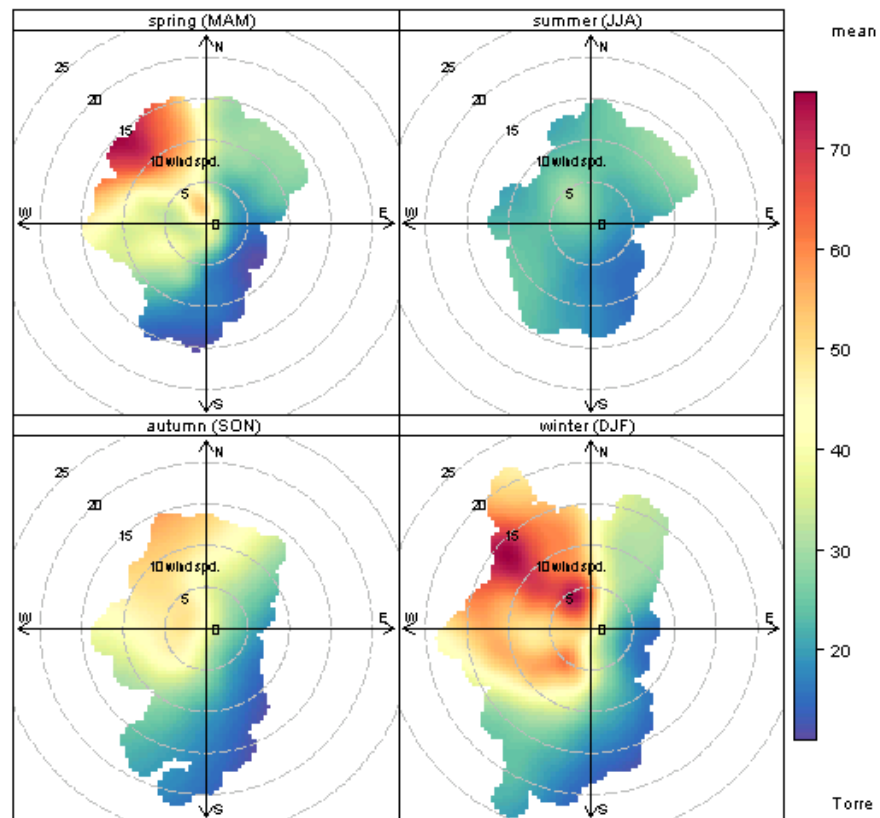 spring (MAM)
summer (JJA)
mean
N
25
20
15
10 wind spd.
5
0
W
E
S
N
20
15
10 wind spd.
5
0
W
E
S
70
60
50
40
30
20
autumn (SON)
winter (DJF)
N
25
20
15
10 wind spd.
5
0
W
E
S
N
25
20
15
10 wind spd.
5
0
W
E
S
Torre